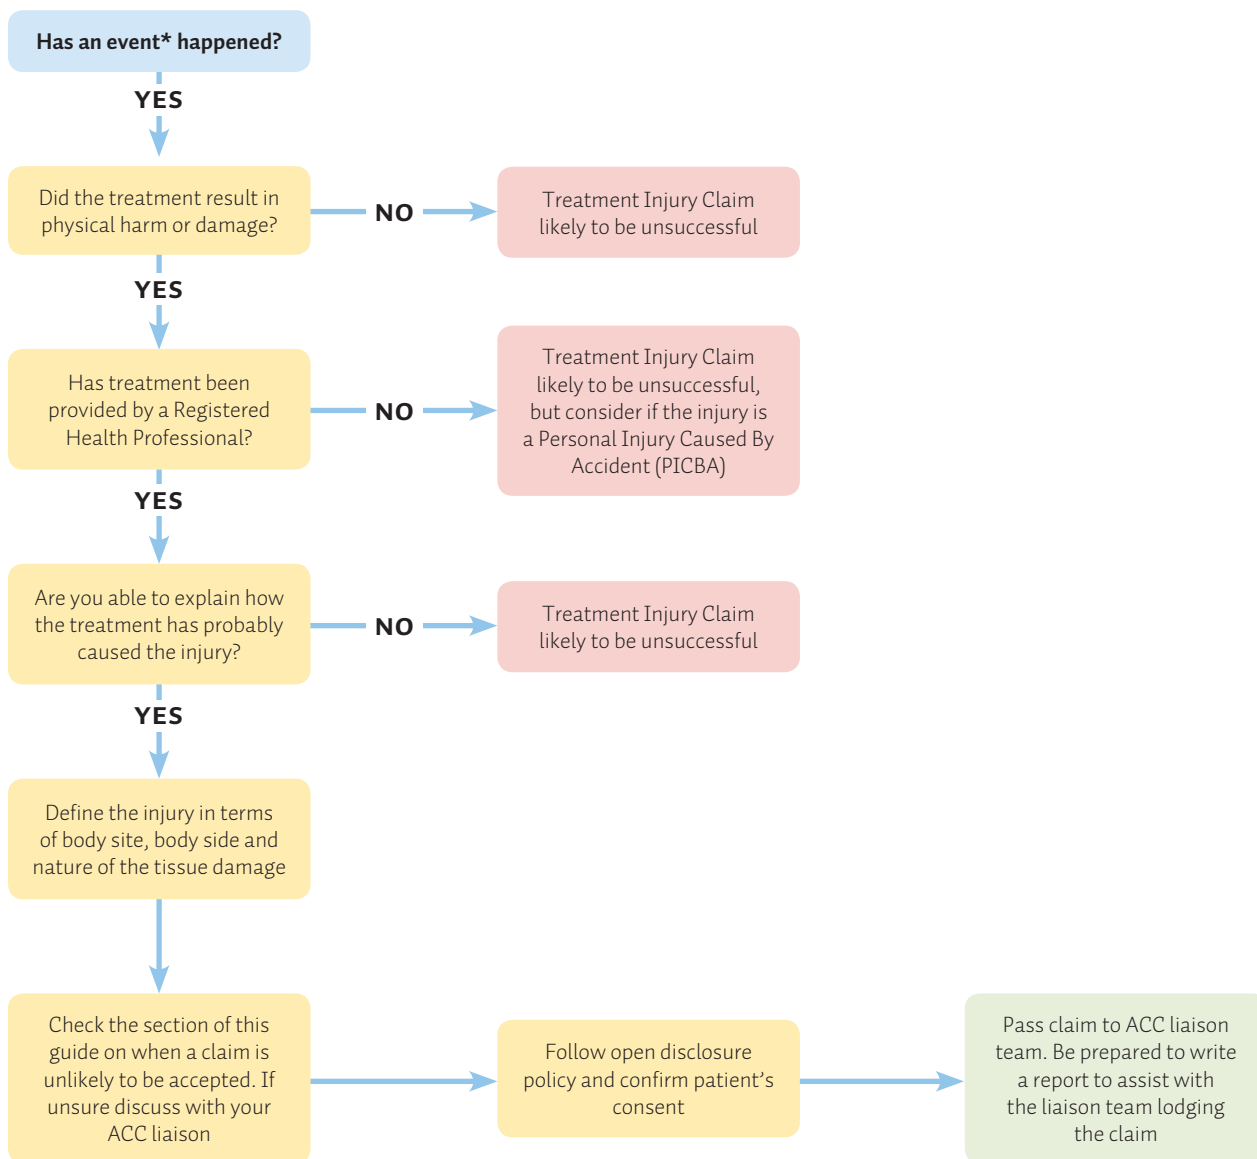 Has an event* happened?
YES
Did the treatment result in
physical harm or damage?
NO
Treatment Injury Claim
likely to be unsuccessful
YES
Has treatment been
provided by a Registered
Health Professional?
NO
Treatment Injury Claim
likely to be unsuccessful,
but consider if the injury is
a Personal Injury Caused By
Accident (PICBA)
YES
Are you able to explain how
the treatment has probably
caused the injury?
NO
Treatment Injury Claim
likely to be unsuccessful
YES
Define the injury in terms
of body site, body side and
nature of the tissue damage
Check the section of this
guide on when a claim is
unlikely to be accepted. If
unsure discuss with your
ACC liaison
Follow open disclosure
policy and confirm patient’s
consent
Pass claim to ACC liaison
team. Be prepared to write
a report to assist with
the liaison team lodging
the claim